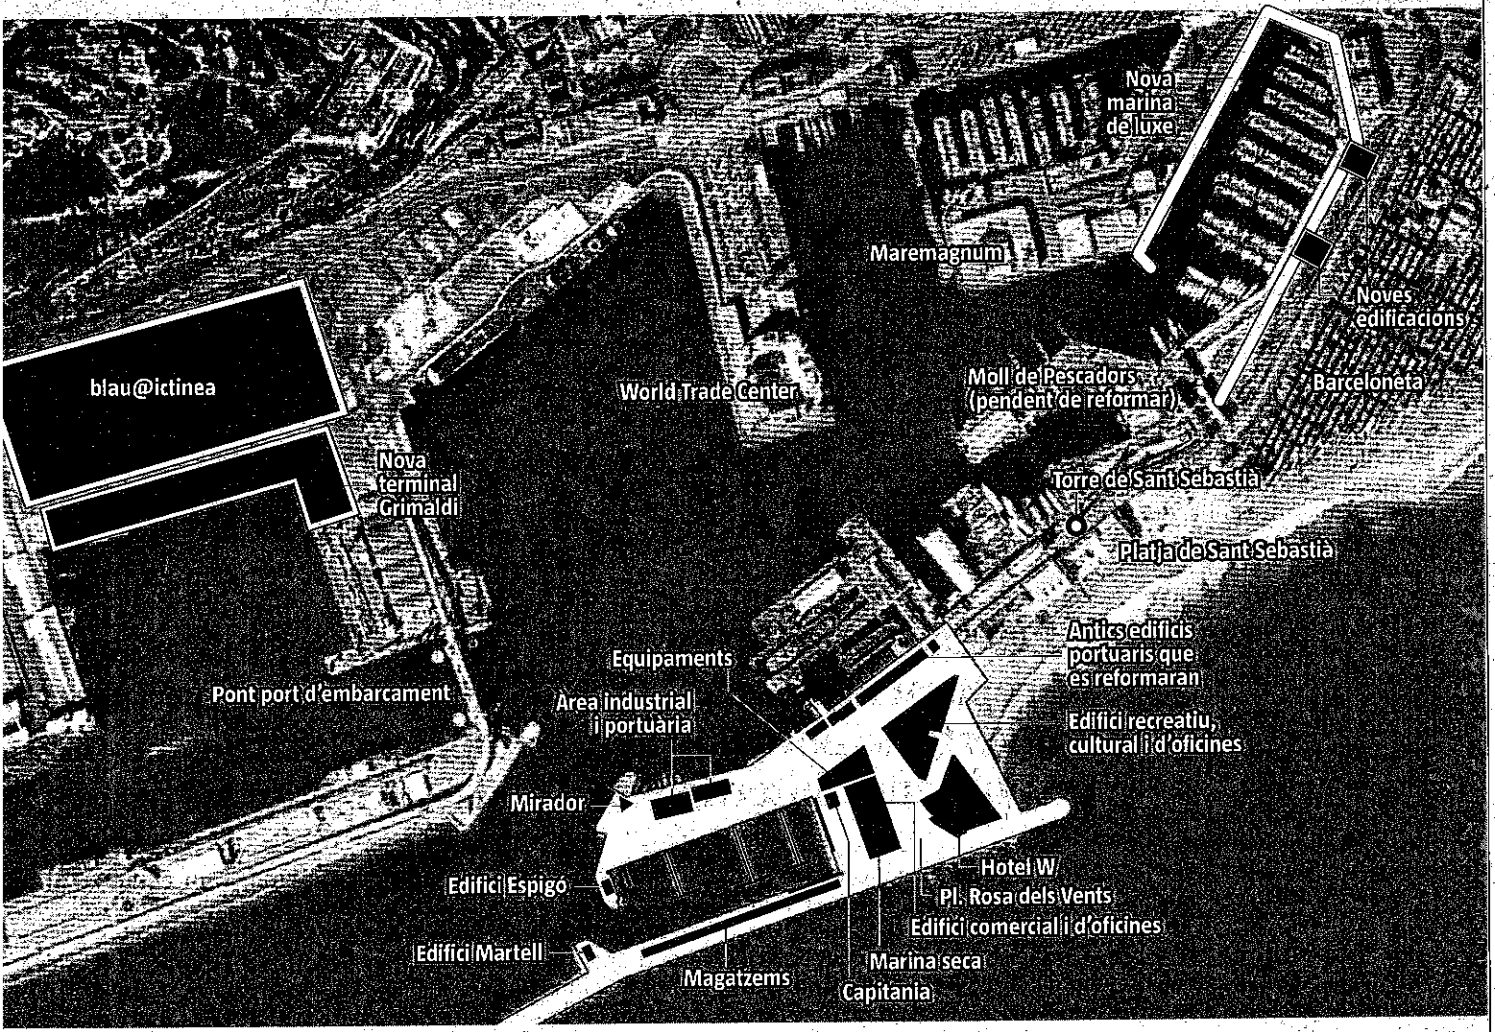 Nova
marina
de luxe
Maremagnum
Noves
edificacions
blau@ictinea
World Trade Center
Moll de Pescadors
(pendent de reformar)
Barceloneta
Nova
terminal
Grimaldi
Torre de Sant Sebastià
Platja de Sant Sebastià
Antics edificis
portuaris que
es reformaran
Equipaments
Pont port d'embarcament
Àrea industrial
i portuària
Edifici recreatiu,
cultural i d'oficines
Mirador
Hotel W
Edifici Espigó
Pl. Rosa dels Vents
Edifici comercial i d'oficines
Edifici Martell
Marina seca
Magatzems
Capitania